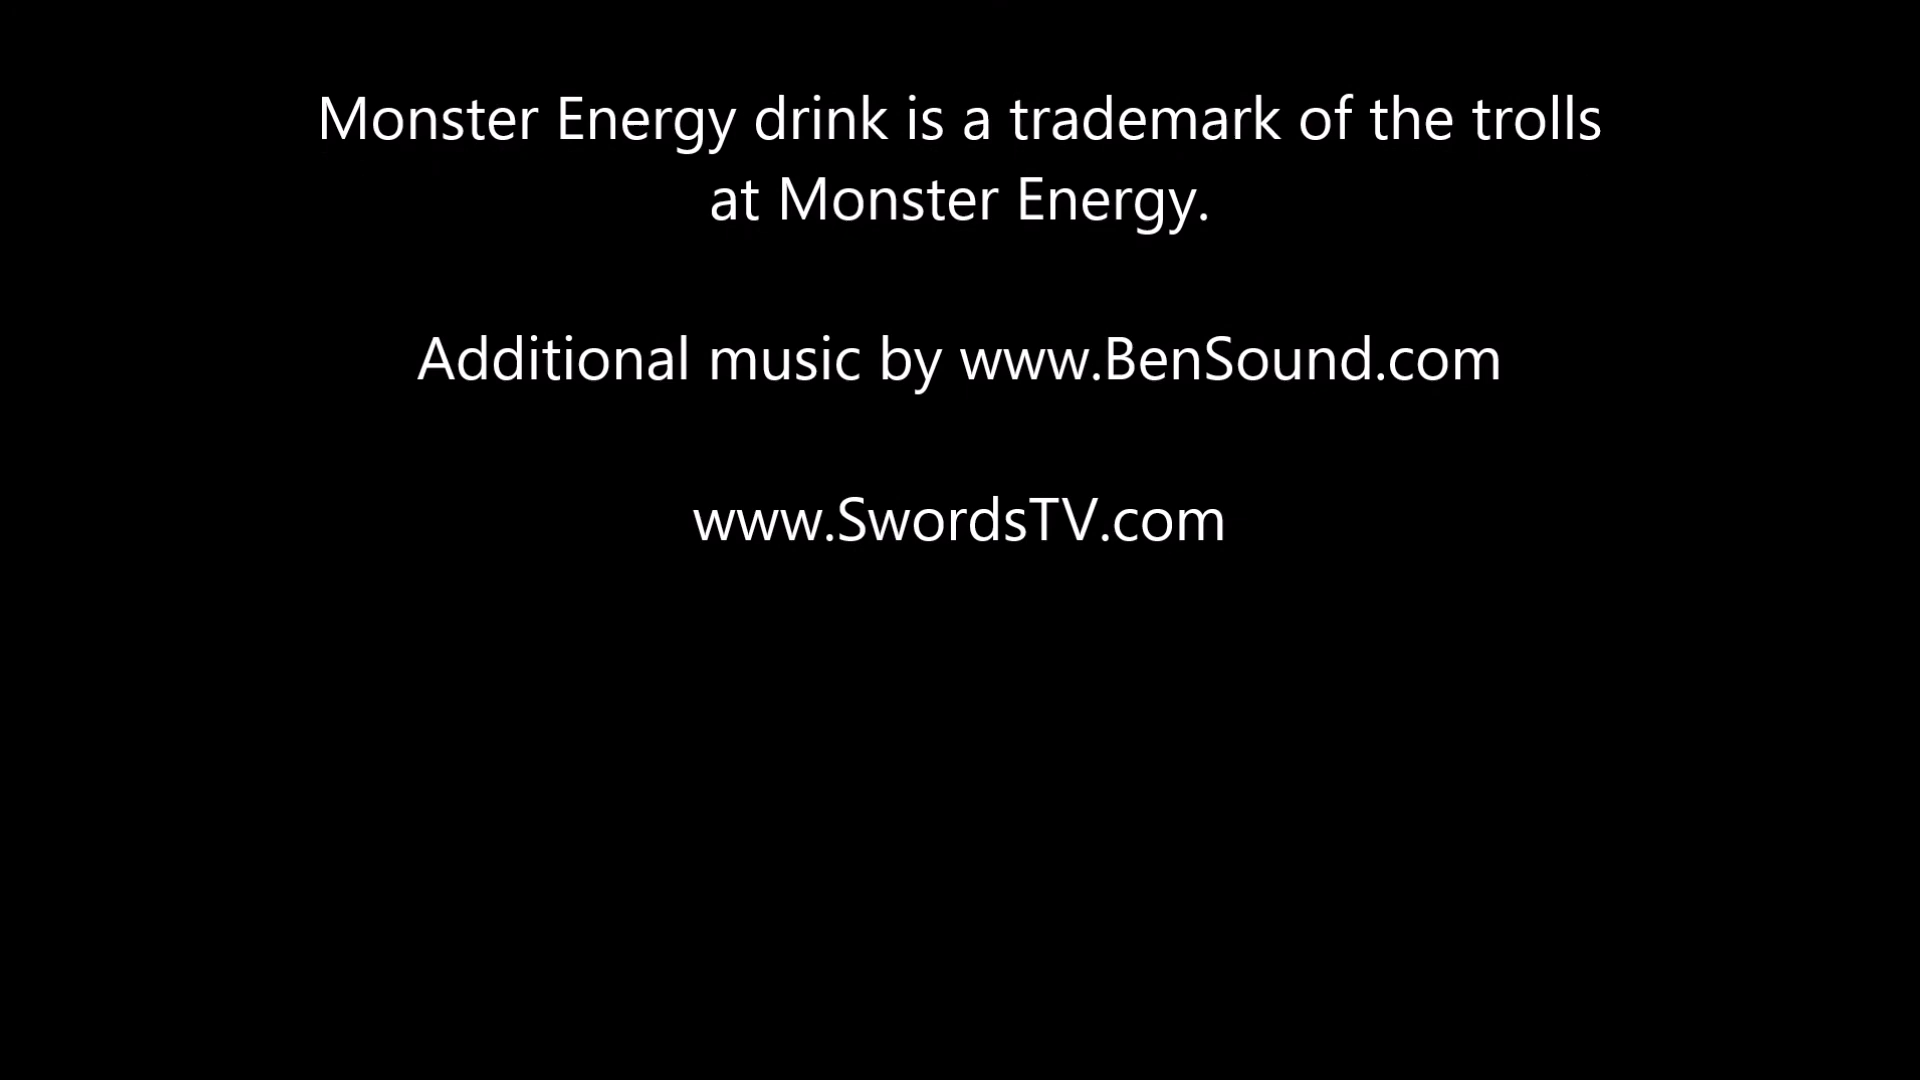 Monster Energy drink is a trademark of the trolls
at Monster Energy.
Additional music by www.BenSound.com
www.SwordsTV.com